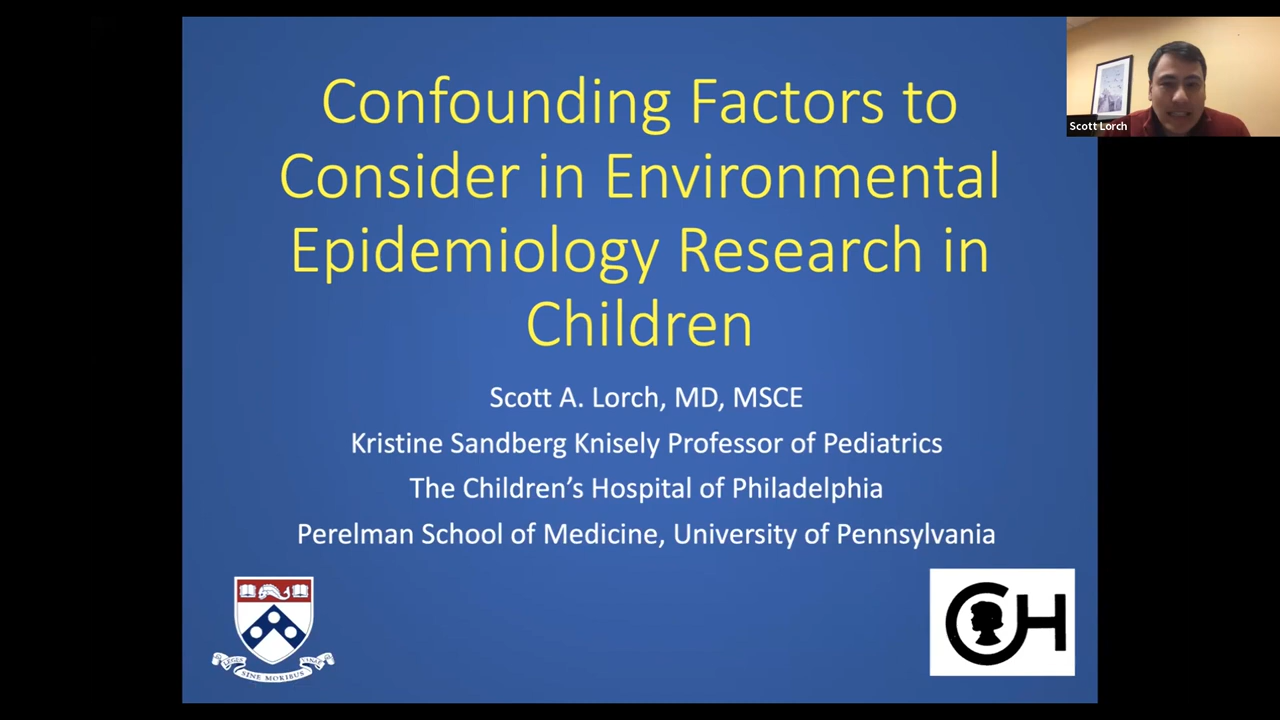 Confounding Factors to
Consider in Environmental
Epidemiology Research in
Children
Scott A. Lorch, MD, MSCE
Kristine Sandberg Knisely Professor of Pediatrics
The Children's Hospital of Philadelphia
Perelman School of Medicine, University of Pennsylvania
SINE MORIBUS
CH
Scott Lorch